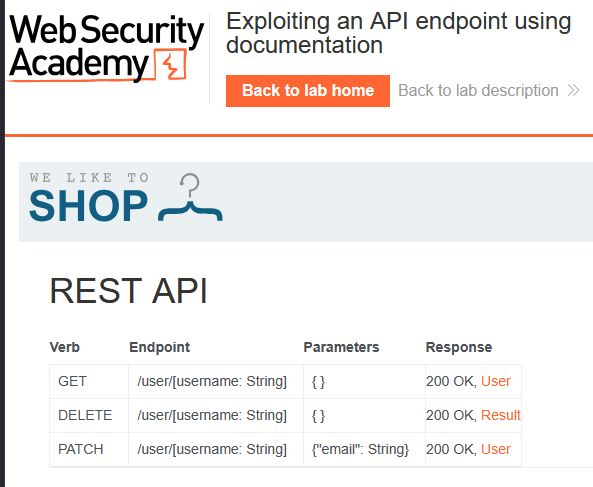 Web Security
Academy
Exploiting an API endpoint using
documentation
Back to lab home
Back to lab description
WE LIKE TO
SHOP
REST API
Verb Endpoint Parameters Response
GET /user/[username: String] { } 200 OK, User
DELETE /user/[username: String] { } 200 OK, Result
PATCH /user/[username: String] {"email": String} 200 OK, User